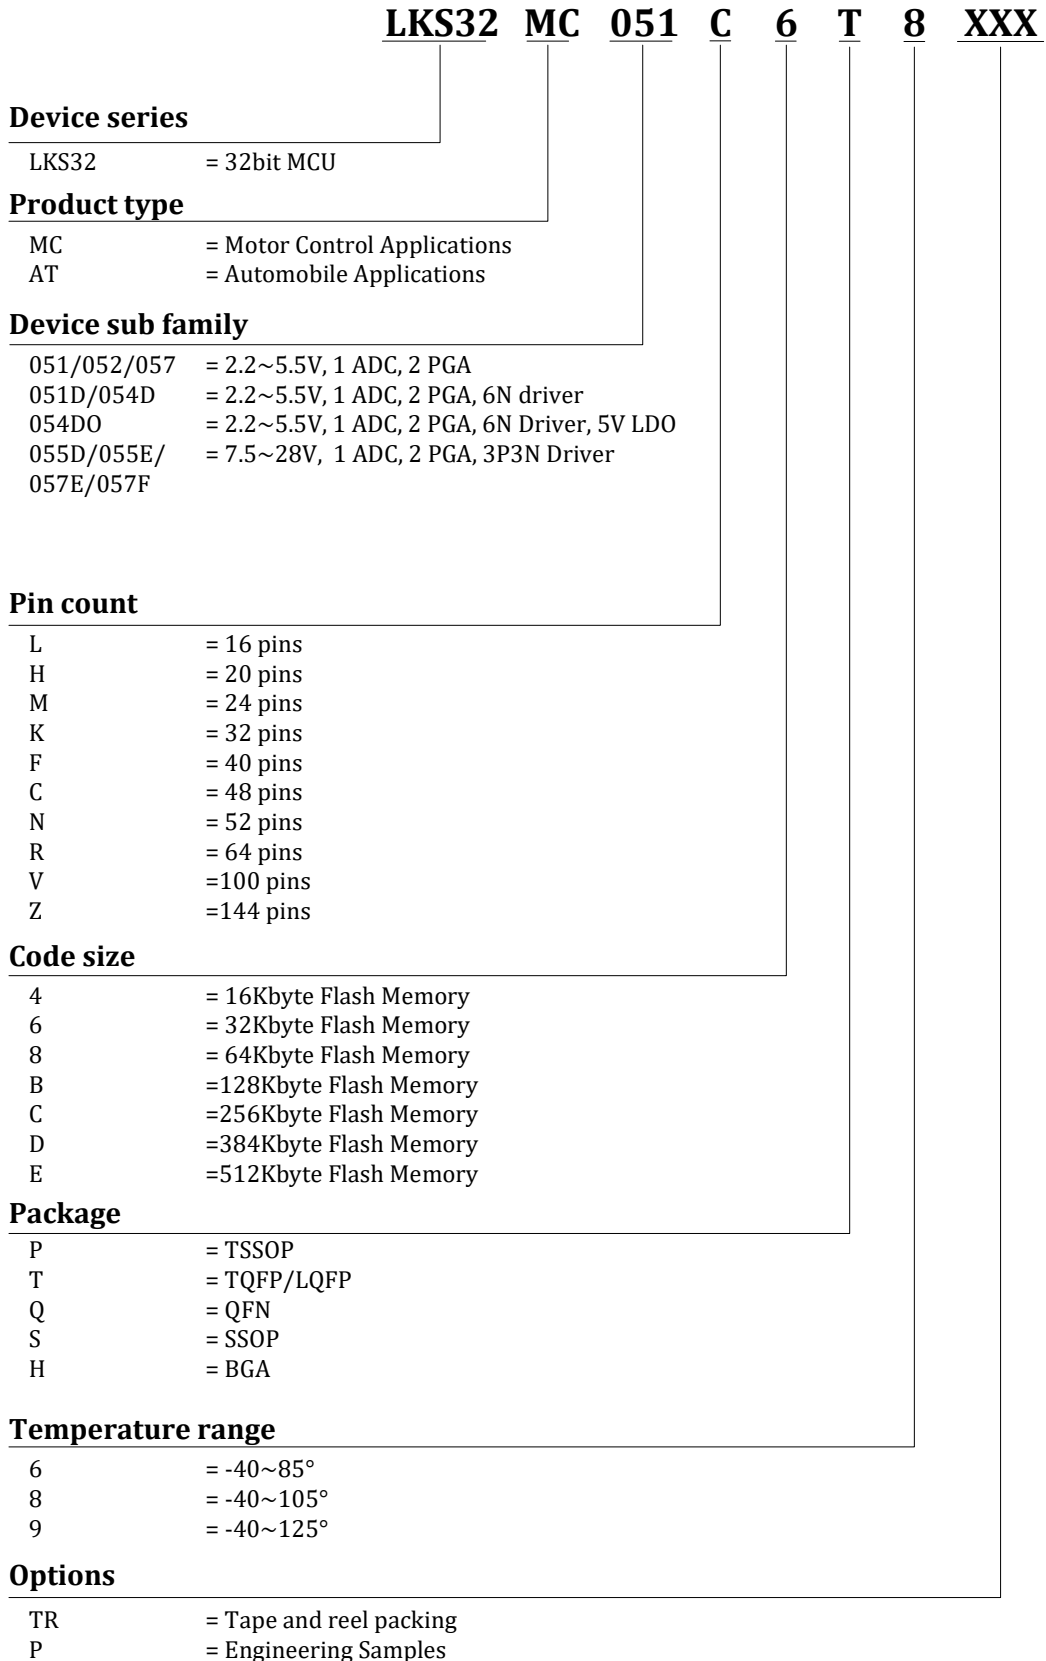 LKS32 MC 051 C 6 T 8 XXX
Device series
LKS32 = 32bit MCU
Product type
MC = Motor Control Applications
AT = Automobile Applications
Device sub family
051/052/057 = 2.2~5.5V, 1 ADC, 2 PGA
051D/054D = 2.2~5.5V, 1 ADC, 2 PGA, 6N driver
054DO = 2.2~5.5V, 1 ADC, 2 PGA, 6N Driver, 5V LDO
055D/055E/ = 7.5~28V, 1 ADC, 2 PGA, 3P3N Driver
057E/057F
Pin count
L = 16 pins
H = 20 pins
M = 24 pins
K = 32 pins
F = 40 pins
C = 48 pins
N = 52 pins
R = 64 pins
V =100 pins
Z =144 pins
Code size
4 = 16Kbyte Flash Memory
6 = 32Kbyte Flash Memory
8 = 64Kbyte Flash Memory
B =128Kbyte Flash Memory
C =256Kbyte Flash Memory
D =384Kbyte Flash Memory
E =512Kbyte Flash Memory
Package
P = TSSOP
T = TQFP/LQFP
Q = QFN
S = SSOP
H = BGA
Temperature range
6 = -40~85°
8 = -40~105°
9 = -40~125°
Options
TR = Tape and reel packing
P = Engineering Samples